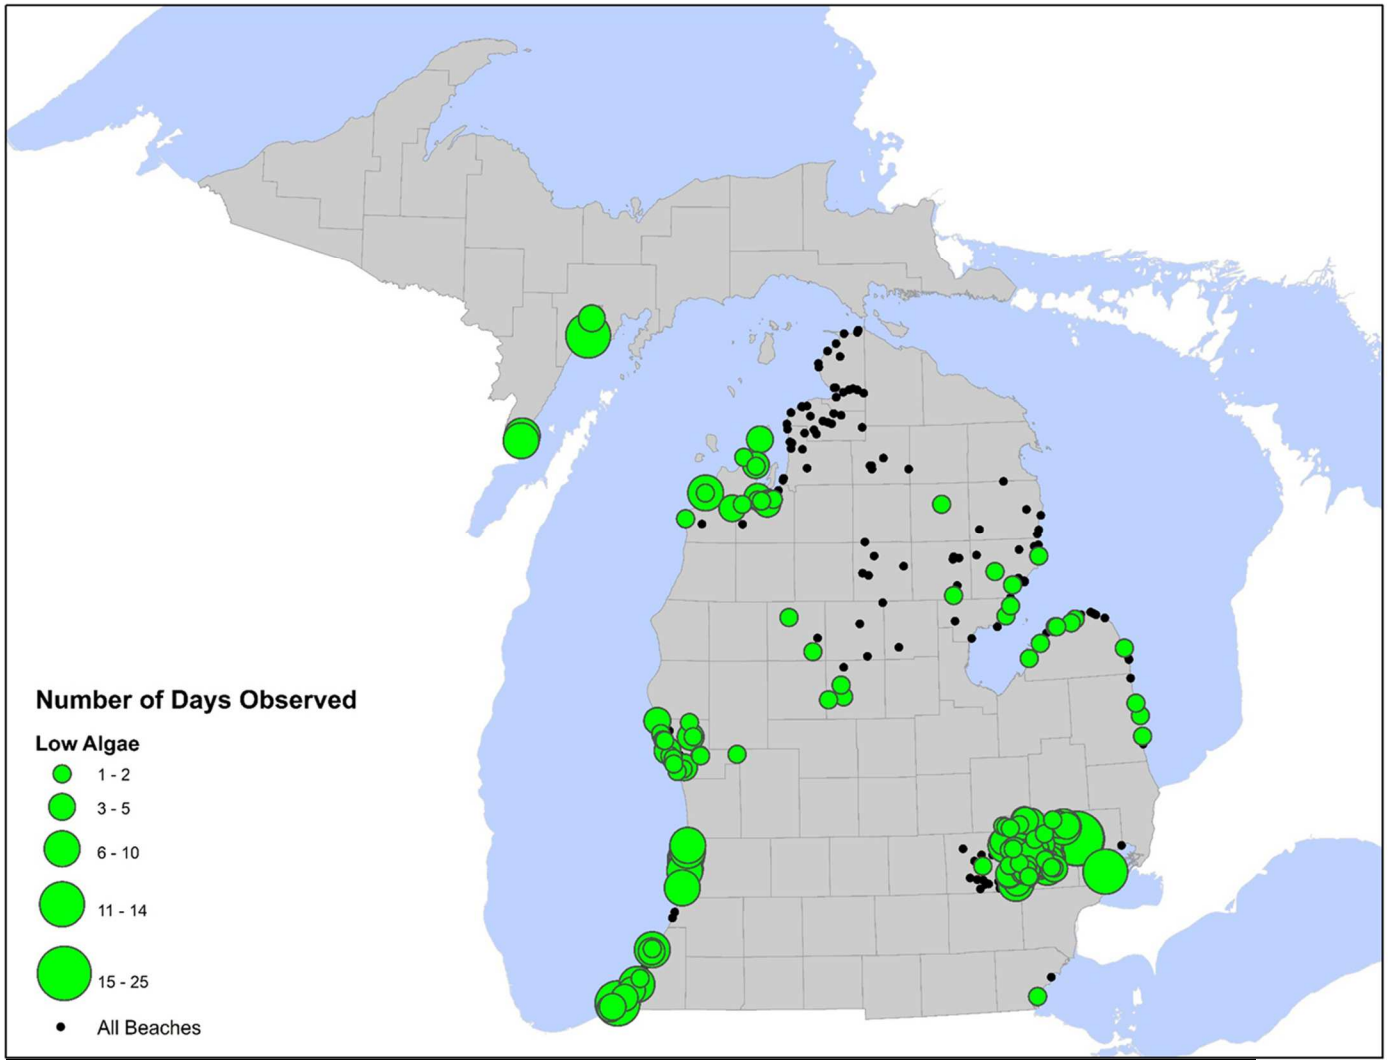 Number of Days Observed
Low Algae
1 - 2
3 - 5
6 - 10
11 - 14
15 - 25
All Beaches